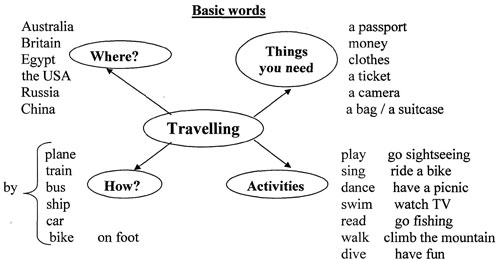 Basic words
Australia
Britain
Egypt
the USA
Russia
China
Where?
Things
you need
a passport
money
clothes
a ticket
a camera
a bag / a suitcase
Travelling
by
plane
train
bus
ship
car
bike on foot
How?
Activities
play go sightseeing
sing ride a bike
dance have a picnic
swim watch TV
read go fishing
walk climb the mountain
dive have fun